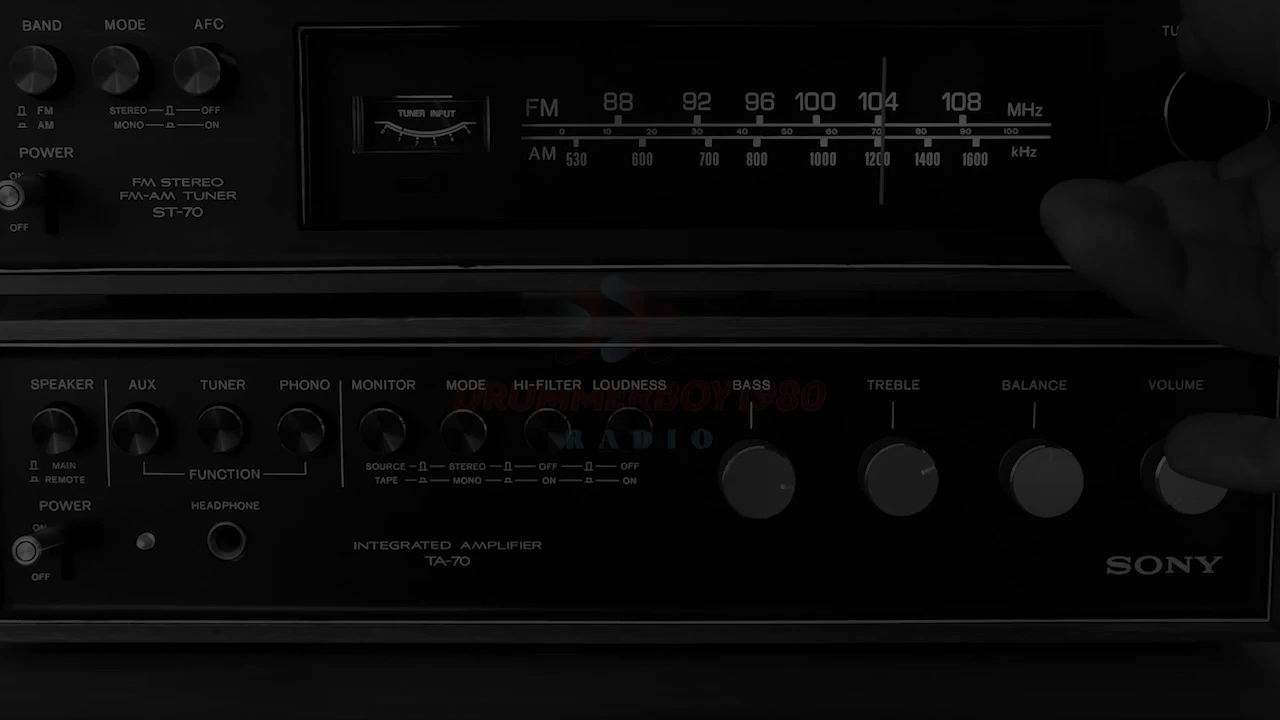 BAND MODE AFC
TU
FM
AM
STEREO OFF
MONO ON
POWER
ON
OFF
FM STEREO
FM-AM TUNER
ST-70
TUNER INPUT
FM 88 92 96 100 104 108 MHz
0 10 20 30 40 50 60 70 80 90 100
AM 530 600 700 800 1000 1200 1400 1600 kHz
SPEAKER AUX TUNER PHONO MONITOR MODE HI-FILTER LOUDNESS BASS TREBLE BALANCE VOLUME
DRUMMERBOY1980
RADIO
MAIN
REMOTE
FUNCTION
SOURCE STEREO OFF OFF
TAPE MONO ON ON
POWER
ON
OFF
HEADPHONE
INTEGRATED AMPLIFIER
TA-70
SONY